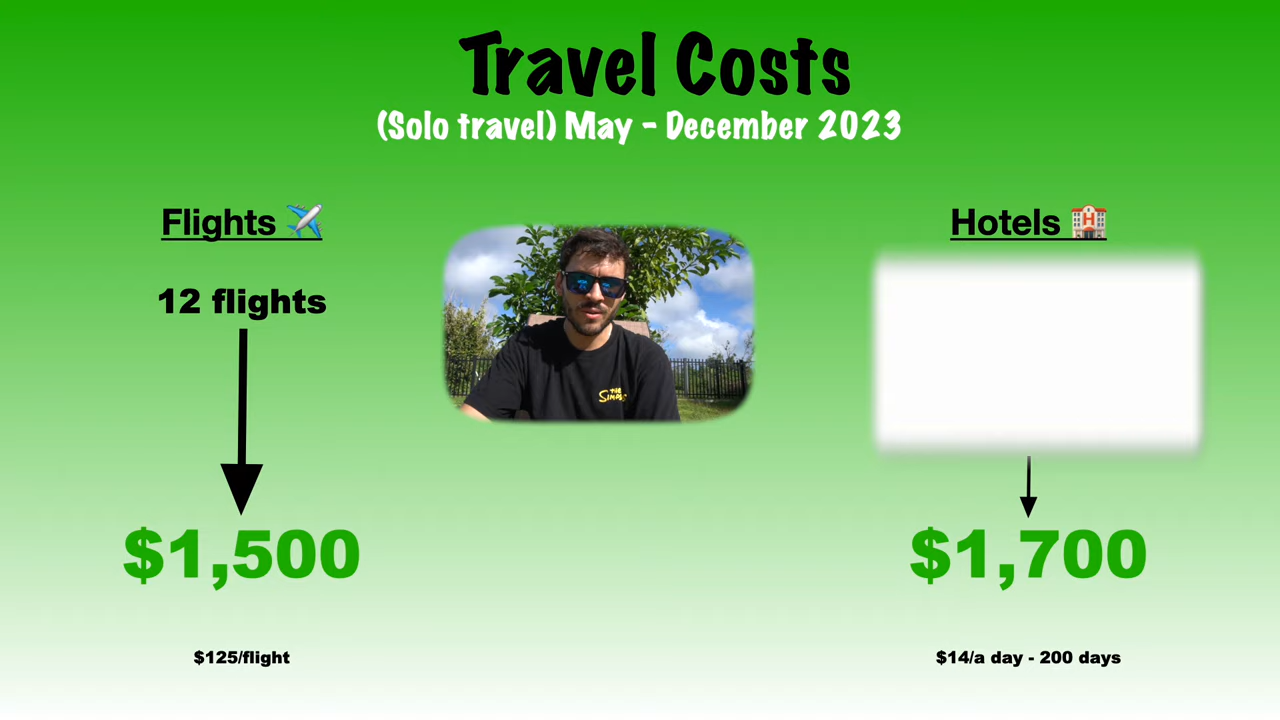 Travel Costs
(Solo travel) May - December 2023
Flights
12 flights
$1,500
$125/flight
THE
Hotels
$1,700
$14/a day - 200 days